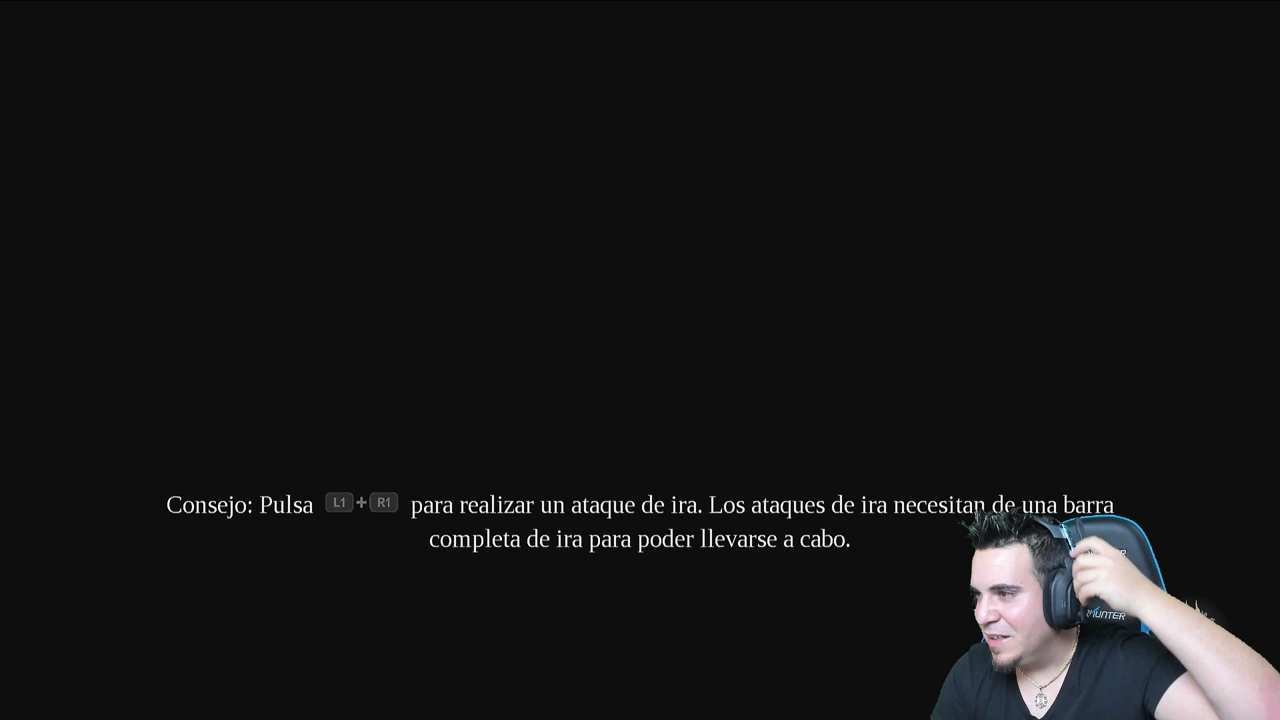 Consejo: Pulsa L1+R1 para realizar un ataque de ira. Los ataques de ira necesitan de una barra
completa de ira para poder llevarse a cabo.